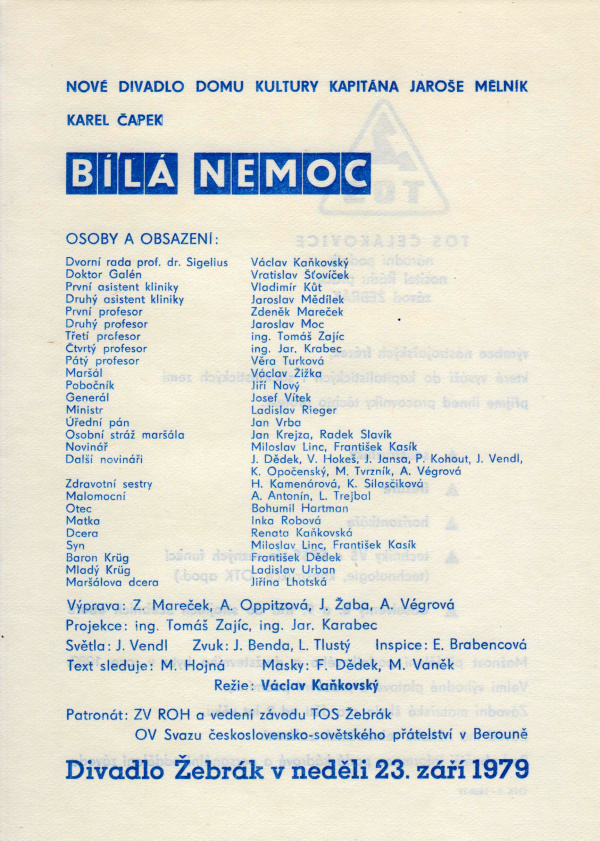 NOVÉ DIVADLO DOMU KULTURY KAPITÁNA JAROŠE MĚLNÍK
KAREL ČAPEK
BÍLÁ NEMOC
OSOBY A OBSAZENÍ:
Dvorní rada prof. dr. Sigelius Václav Kaňkovský
Doktor Galén Vratislav Šťovíček
První asistent kliniky Vladimír Kůt
Druhý asistent kliniky Jaroslav Mědílek
První profesor Zdeněk Mareček
Druhý profesor Jaroslav Moc
Třetí profesor ing. Tomáš Zajíc
Čtvrtý profesor ing. Jar. Krabec
Pátý profesor Věra Turková
Maršál Václav Žižka
Pobočník Jiří Nový
Generál Josef Vítek
Ministr Ladislav Rieger
Úřední pán Jan Vrba
Osobní stráž maršála Jan Krejza, Radek Slavík
Novinář Miloslav Linc, František Kasík
Další novináři J. Dědek, V. Hokeš, J. Jansa, P. Kohout, J. Vendl,
K. Opočenský, M. Tvrzník, A. Végrová
Zdravotní sestry H. Kamenárová, K. Silasčiková
Malomocní A. Antonín, L. Trejbal
Otec Bohumil Hartman
Matka Inka Robová
Dcera Renata Kaňkovská
Syn Miloslav Linc, František Kasík
Baron Krüg František Dědek
Mladý Krüg Ladislav Urban
Maršálova dcera Jiřina Lhotská
Výprava: Z. Mareček, A. Oppitzová, J. Žaba, A. Végrová
Projekce: ing. Tomáš Zajíc, ing. Jar. Karabec
Světla: J. Vendl Zvuk: J. Benda, L. Tlustý Inspice: E. Brabencová
Text sleduje: M. Hojná Masky: F. Dědek, M. Vaněk
Režie: Václav Kaňkovský
Patronát: ZV ROH a vedení závodu TOS Žebrák
OV Svazu československo-sovětského přátelství v Berouně
Divadlo Žebrák v neděli 23. září 1979